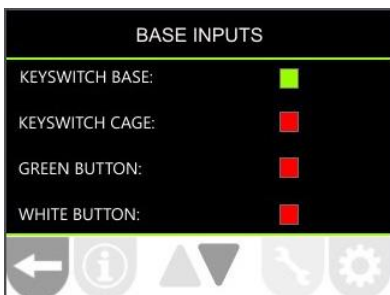 BASE INPUTS
KEYSWITCH BASE:
KEYSWITCH CAGE:
GREEN BUTTON:
WHITE BUTTON: